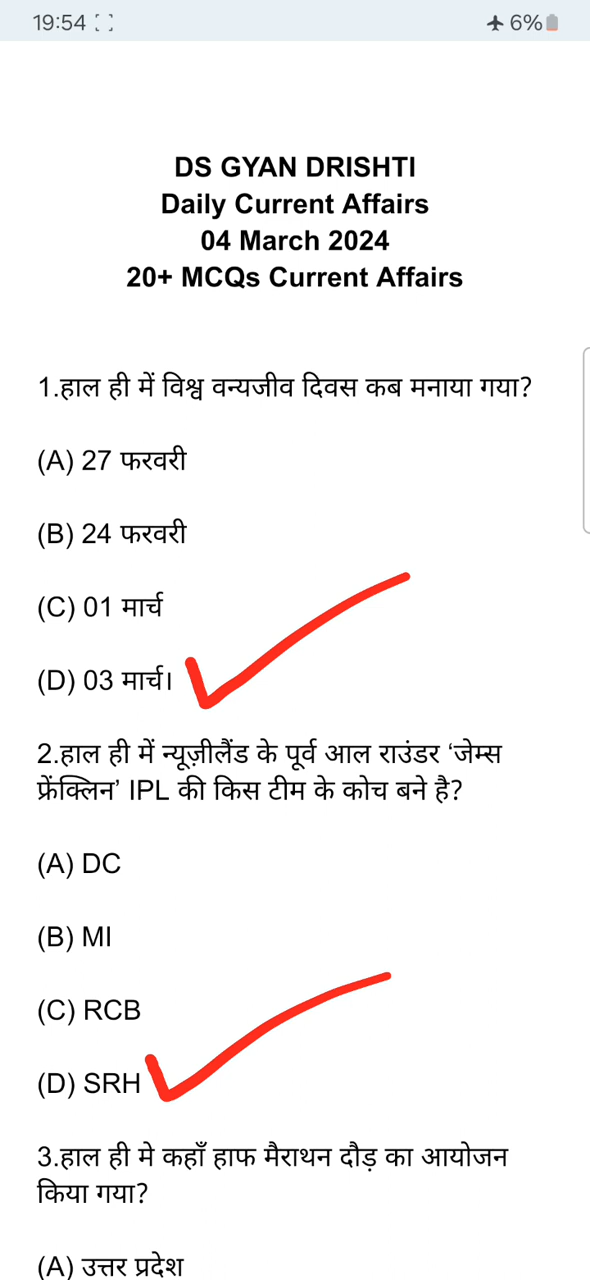 19:54
6%
DS GYAN DRISHTI
Daily Current Affairs
04 March 2024
20+ MCQs Current Affairs
1.हाल ही में विश्व वन्यजीव दिवस कब मनाया गया?
(A) 27 फरवरी
(B) 24 फरवरी
(C) 01 मार्च
(D) 03 मार्च।
2.हाल ही में न्यूज़ीलैंड के पूर्व आल राउंडर ‘जेम्स
फ्रेंक्लिन’ IPL की किस टीम के कोच बने है?
(A) DC
(B) MI
(C) RCB
(D) SRH
3.हाल ही मे कहाँ हाफ मैराथन दौड़ का आयोजन
किया गया?
(A) उत्तर प्रदेश